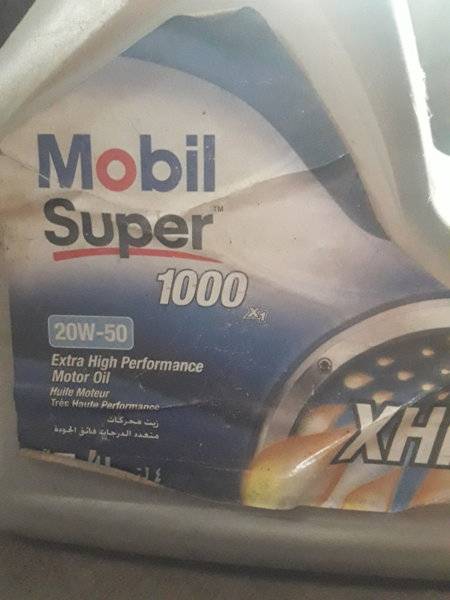 Mobil
Super™
1000 x1
20W-50
Extra High Performance
Motor Oil
Huile Moteur
Très Haute Performance
زيت محركات
متعدد الدرجات فائق الجودة
XH